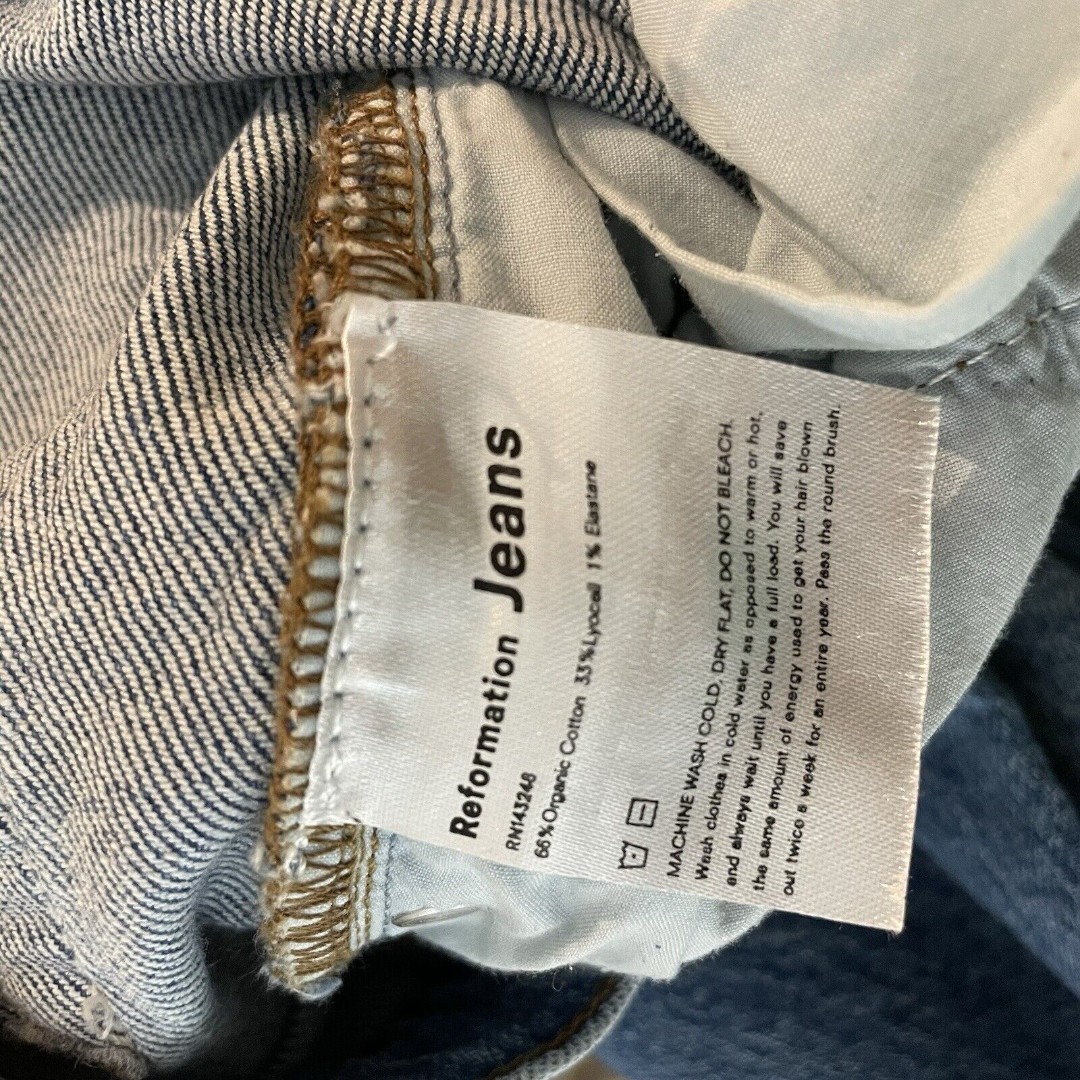 Reformation Jeans
RN143246
66%Organic Cotton 33%Lyocell 1% Elastane
MACHINE WASH COLD, DRY FLAT, DO NOT BLEACH.
Wash clothes in cold water as opposed to warm or hot,
and always wait until you have a full load. You will save
the same amount of energy used to get your hair blown
out twice a week for an entire year. Pass the round brush.